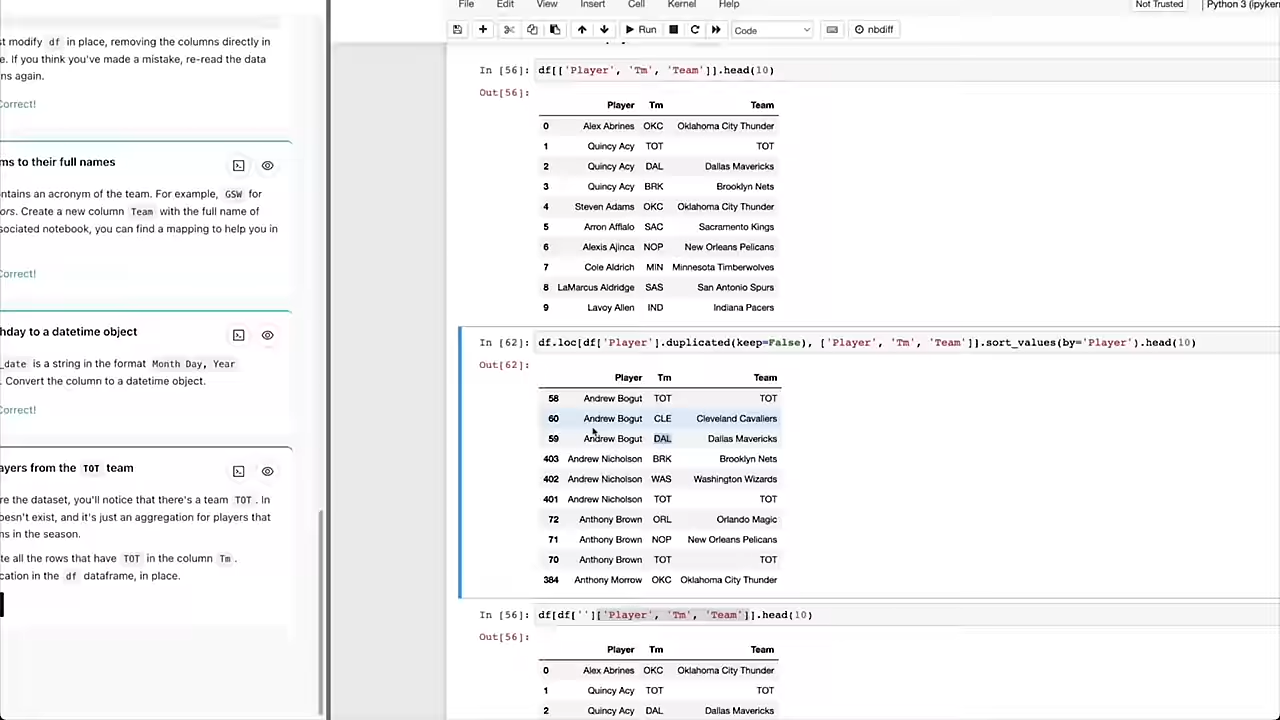 File Edit View Insert Cell Kernel Help Not Trusted Python 3 (ipyker
Run Code nbdiff
t modify df in place, removing the columns directly in
e. If you think you've made a mistake, re-read the data
ns again.
Correct!
ms to their full names
ntains an acronym of the team. For example, GSW for
ors. Create a new column Team with the full name of
sociated notebook, you can find a mapping to help you in
Correct!
hday to a datetime object
_date is a string in the format Month Day, Year
. Convert the column to a datetime object.
Correct!
ayers from the TOT team
re the dataset, you'll notice that there's a team TOT. In
oesn't exist, and it's just an aggregation for players that
ms in the season.
te all the rows that have TOT in the column Tm.
cation in the df dataframe, in place.
In [56]: df[['Player', 'Tm', 'Team']].head(10)
Out[56]:
Player Tm Team
0 Alex Abrines OKC Oklahoma City Thunder
1 Quincy Acy TOT TOT
2 Quincy Acy DAL Dallas Mavericks
3 Quincy Acy BRK Brooklyn Nets
4 Steven Adams OKC Oklahoma City Thunder
5 Arron Afflalo SAC Sacramento Kings
6 Alexis Ajinca NOP New Orleans Pelicans
7 Cole Aldrich MIN Minnesota Timberwolves
8 LaMarcus Aldridge SAS San Antonio Spurs
9 Lavoy Allen IND Indiana Pacers
In [62]: df.loc[df['Player'].duplicated(keep=False), ['Player', 'Tm', 'Team']].sort_values(by='Player').head(10)
Out[62]:
Player Tm Team
58 Andrew Bogut TOT TOT
60 Andrew Bogut CLE Cleveland Cavaliers
59 Andrew Bogut DAL Dallas Mavericks
403 Andrew Nicholson BRK Brooklyn Nets
402 Andrew Nicholson WAS Washington Wizards
401 Andrew Nicholson TOT TOT
72 Anthony Brown ORL Orlando Magic
71 Anthony Brown NOP New Orleans Pelicans
70 Anthony Brown TOT TOT
384 Anthony Morrow OKC Oklahoma City Thunder
In [56]: df[df[''][['Player', 'Tm', 'Team']].head(10)
Out[56]:
Player Tm Team
0 Alex Abrines OKC Oklahoma City Thunder
1 Quincy Acy TOT TOT
2 Quincy Acy DAL Dallas Mavericks